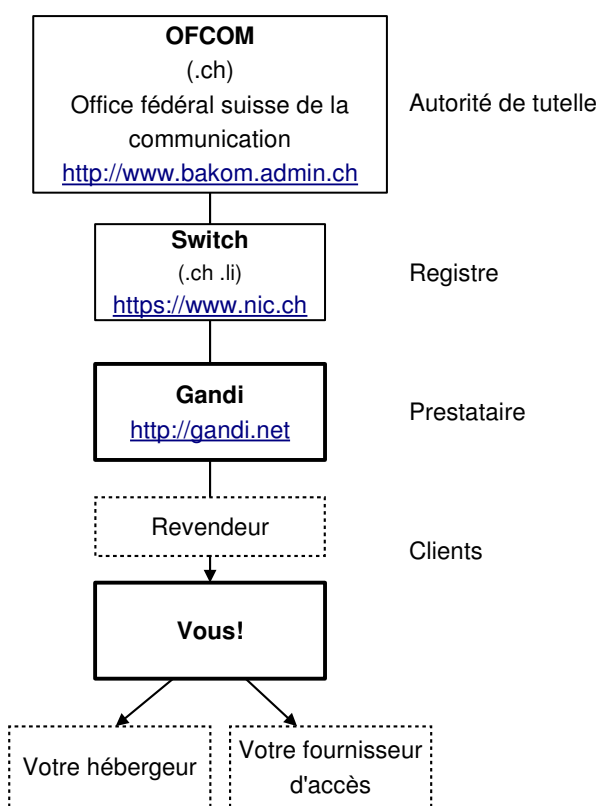 OFCOM
(.ch)
Office fédéral suisse de la
communication
http://www.bakom.admin.ch
Autorité de tutelle
Switch
(.ch .li)
https://www.nic.ch
Registre
Gandi
http://gandi.net
Prestataire
Revendeur
Clients
Vous!
Votre hébergeur
Votre fournisseur
d'accès